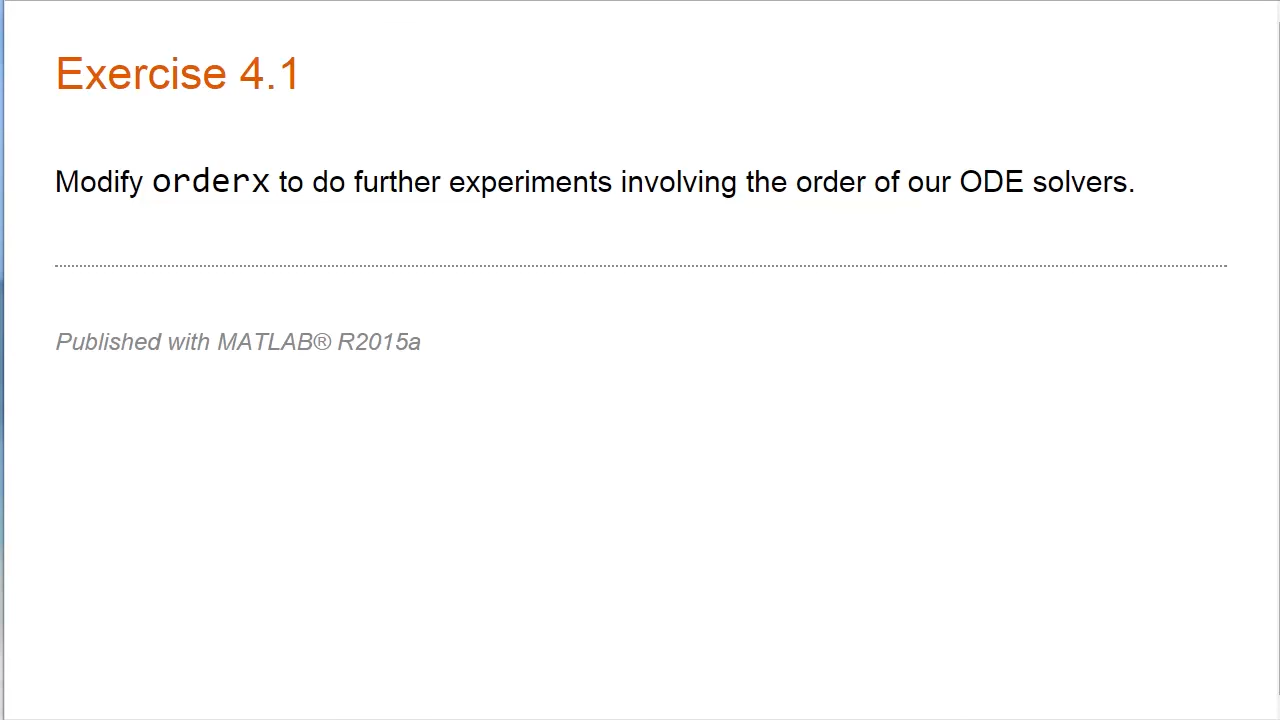 Exercise 4.1
Modify orderx to do further experiments involving the order of our ODE solvers.
Published with MATLAB® R2015a